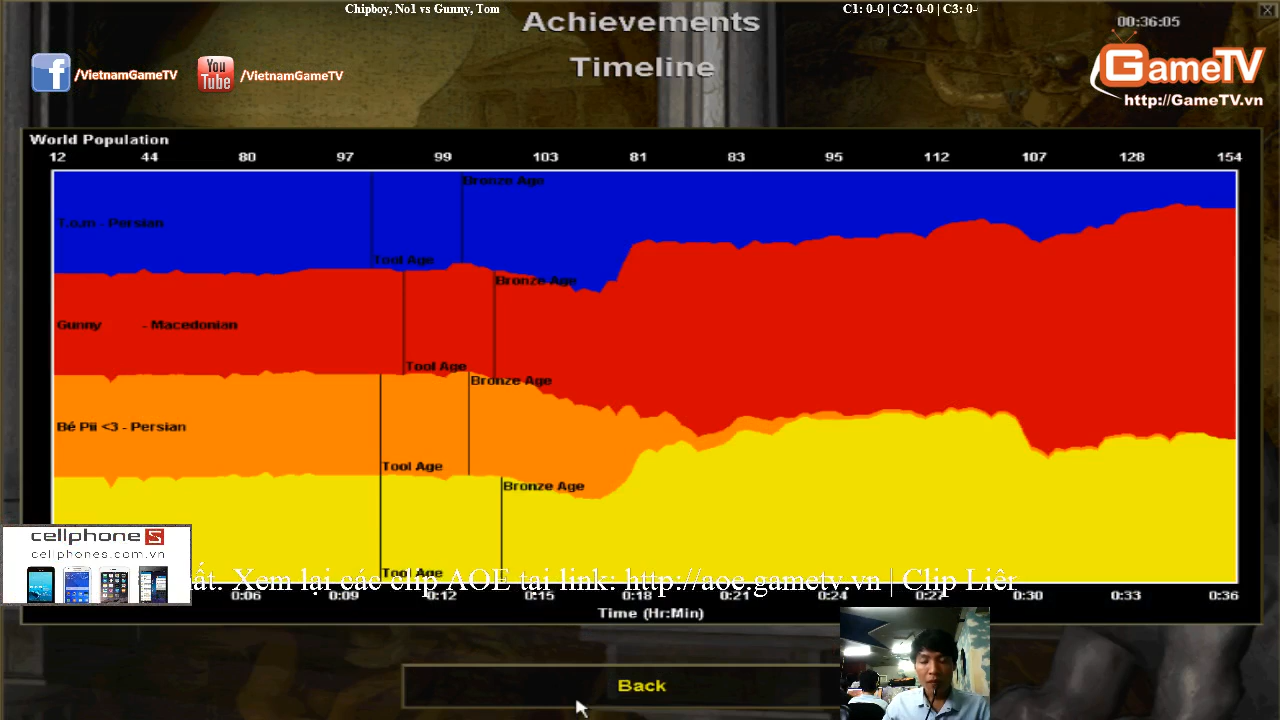 Chipboy, No1 vs Gunny, Tom
C1: 0-0 | C2: 0-0 | C3: 0-
Achievements
00:36:05
Timeline
f /VietnamGameTV
You Tube /VietnamGameTV
GameTV
http://GameTV.vn
World Population
12 44 80 97 99 103 81 83 95 112 107 128 154
Bronze Age
T.o.m - Persian
Tool Age
Bronze Age
Gunny - Macedonian
Tool Age
Bronze Age
Bé Pii <3 - Persian
Tool Age
Bronze Age
Tool Age
cellphone S
cellphones.com.vn
ất. Xem lại các clip AOE tại link: http://aoe.gametv.vn | Clip Liên
0:06 0:09 0:12 0:15 0:18 0:21 0:24 0:27 0:30 0:33 0:36
Time (Hr:Min)
Back